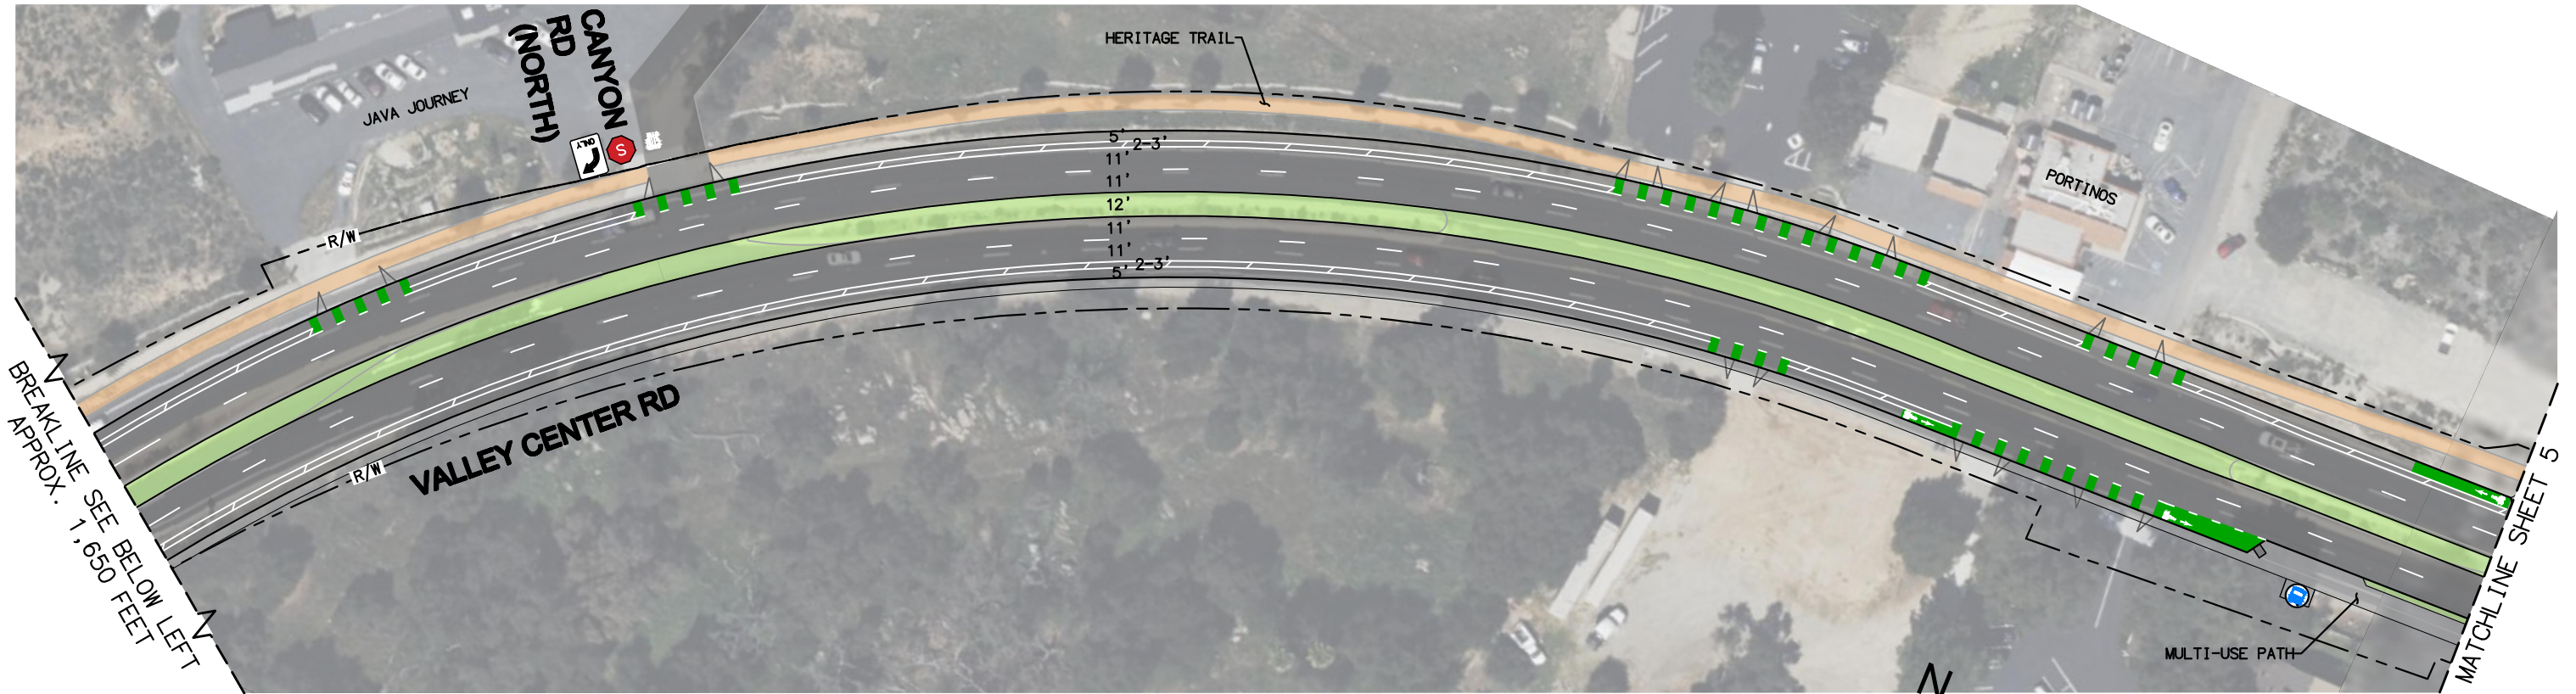 CANYON
RD
(NORTH)
HERITAGE TRAIL
JAVA JOURNEY
ONLY
S
PORTINOS
R/W
5'
2-3'
11'
11'
12'
11'
11'
2-3'
5'
R/W
VALLEY CENTER RD
BREAKLINE SEE BELOW LEFT
APPROX. 1,650 FEET
MATCHLINE SHEET 5
MULTI-USE PATH
N